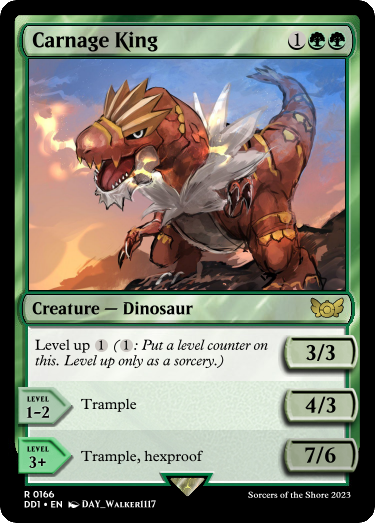 Carnage King 1
Creature — Dinosaur
Level up 1 (1: Put a level counter on
this. Level up only as a sorcery.)
3/3
LEVEL
1-2
Trample
4/3
LEVEL
3+
Trample, hexproof
7/6
R 0166
DD1 • EN DAY_Walker1117
Sorcers of the Shore 2023